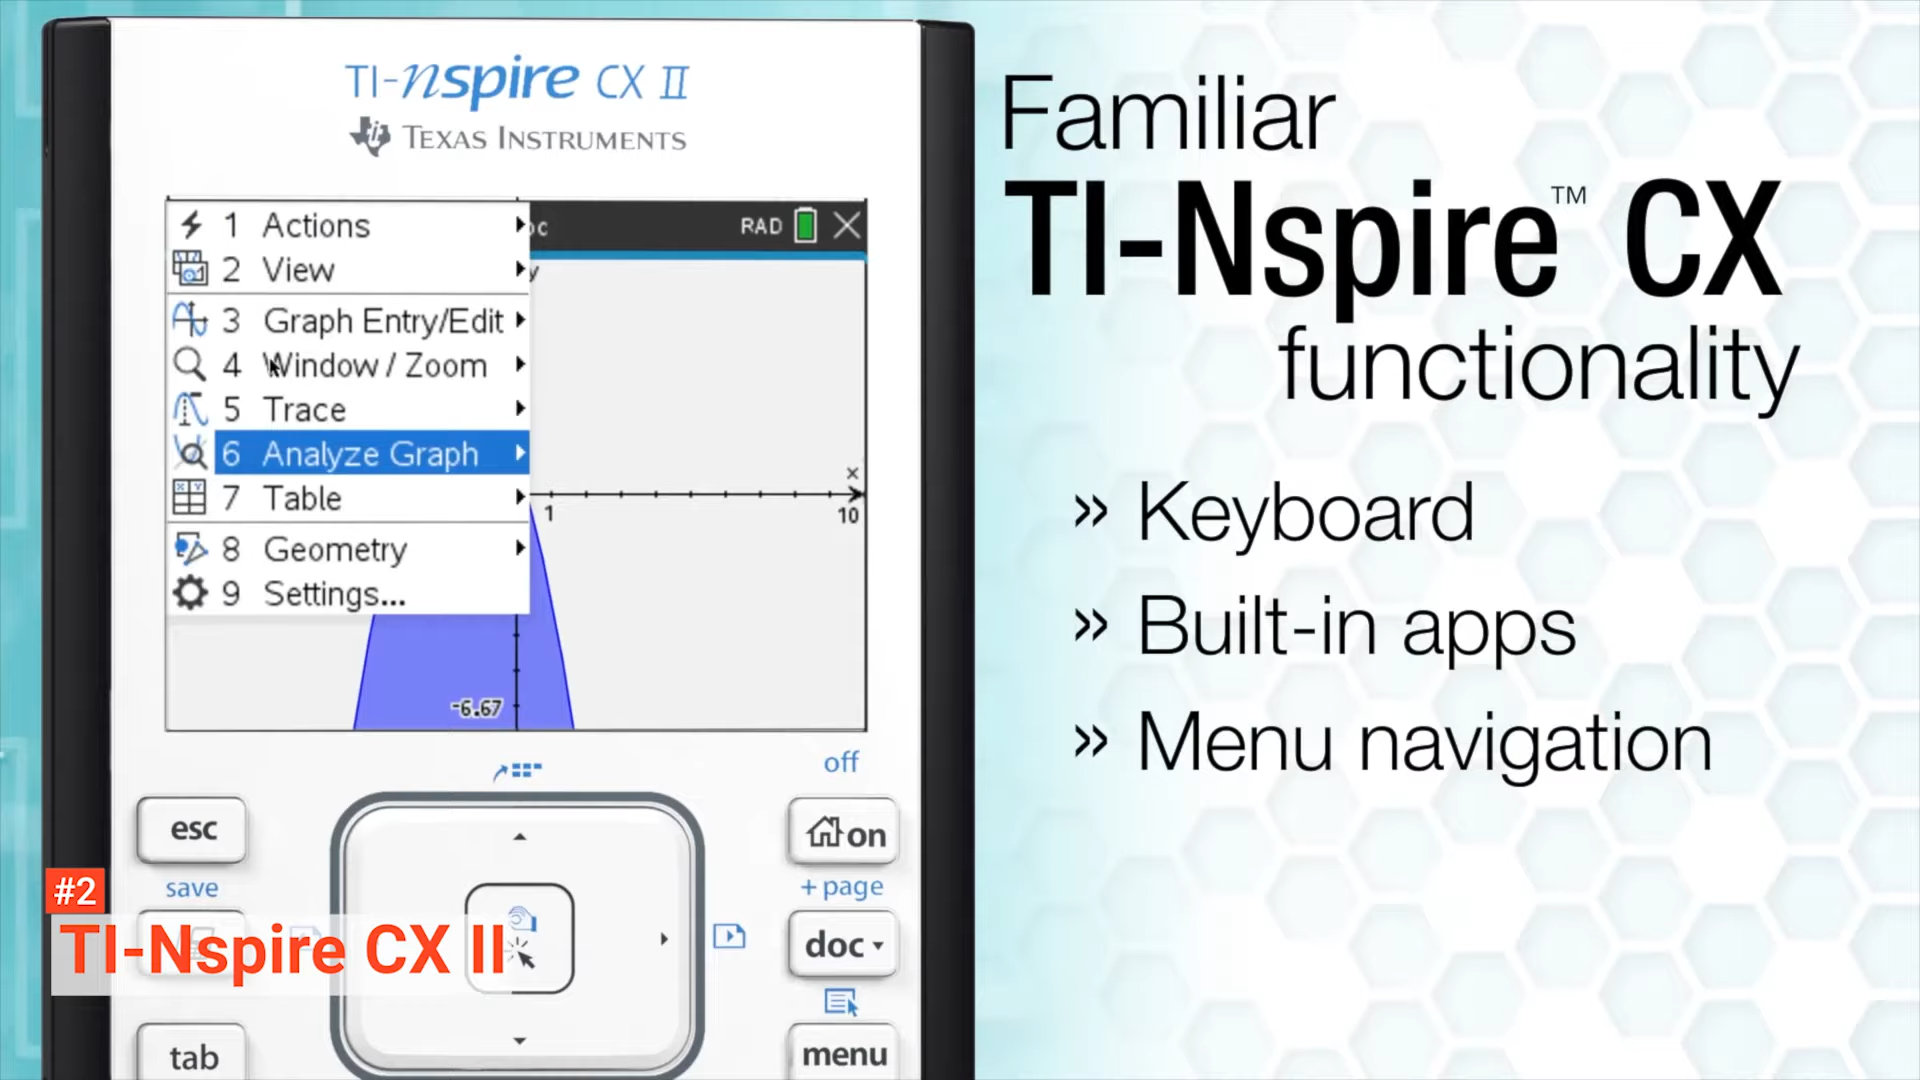 TI-nspire CX II
TEXAS INSTRUMENTS
1 Actions
2 View
3 Graph Entry/Edit
4 Window / Zoom
5 Trace
6 Analyze Graph
7 Table
8 Geometry
9 Settings...
RAD
y
x
1
10
-6.67
off
esc
on
save
+ page
doc
tab
menu
#2
TI-Nspire CX II
Familiar
TI-Nspire™ CX
functionality
» Keyboard
» Built-in apps
» Menu navigation